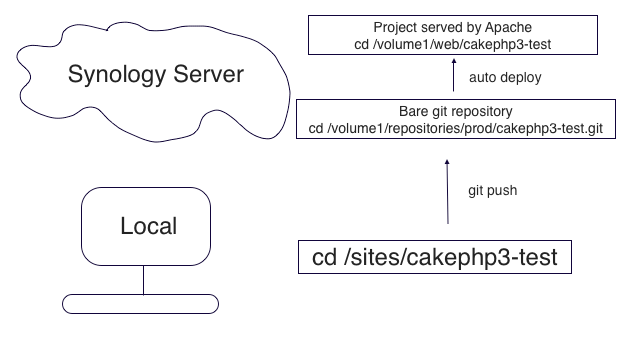 Project served by Apache
cd /volume1/web/cakephp3-test
Synology Server
auto deploy
Bare git repository
cd /volume1/repositories/prod/cakephp3-test.git
git push
Local
cd /sites/cakephp3-test